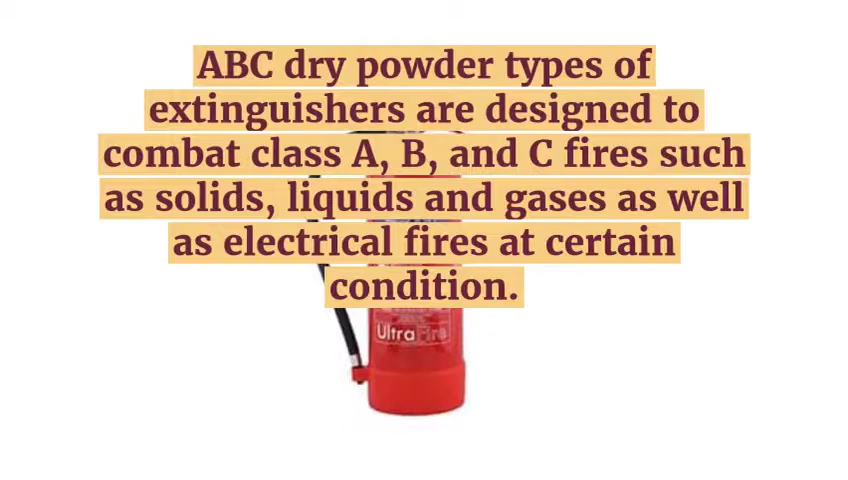 ABC dry powder types of
extinguishers are designed to
combat class A, B, and C fires such
as solids, liquids and gases as well
as electrical fires at certain
condition.
UltraFire